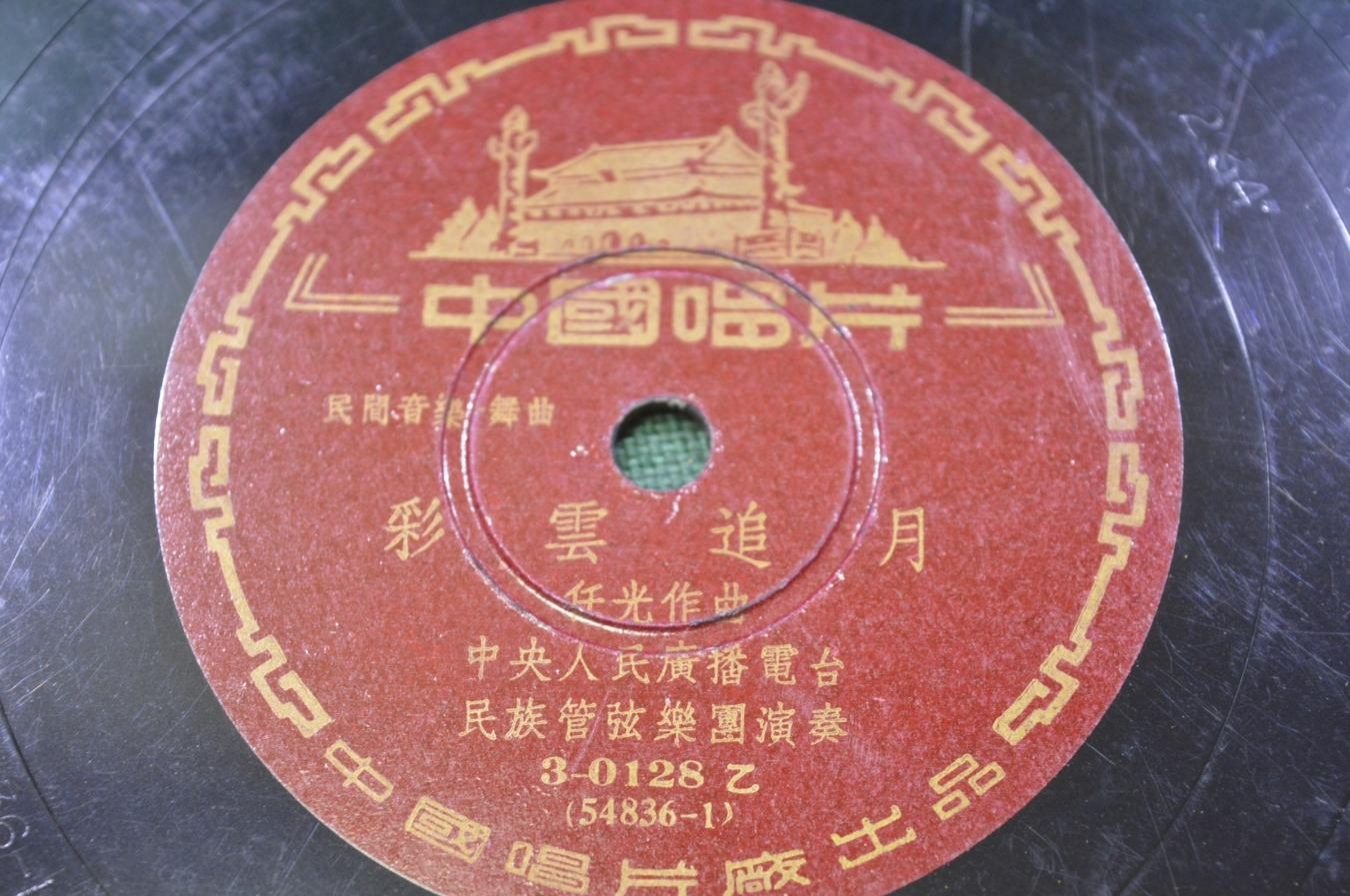 中國唱片
民間音樂·舞曲
彩雲追月
任光作曲
中央人民廣播電台
民族管弦樂團演奏
3-0128 乙
(54836-1)
中國唱片廠出品